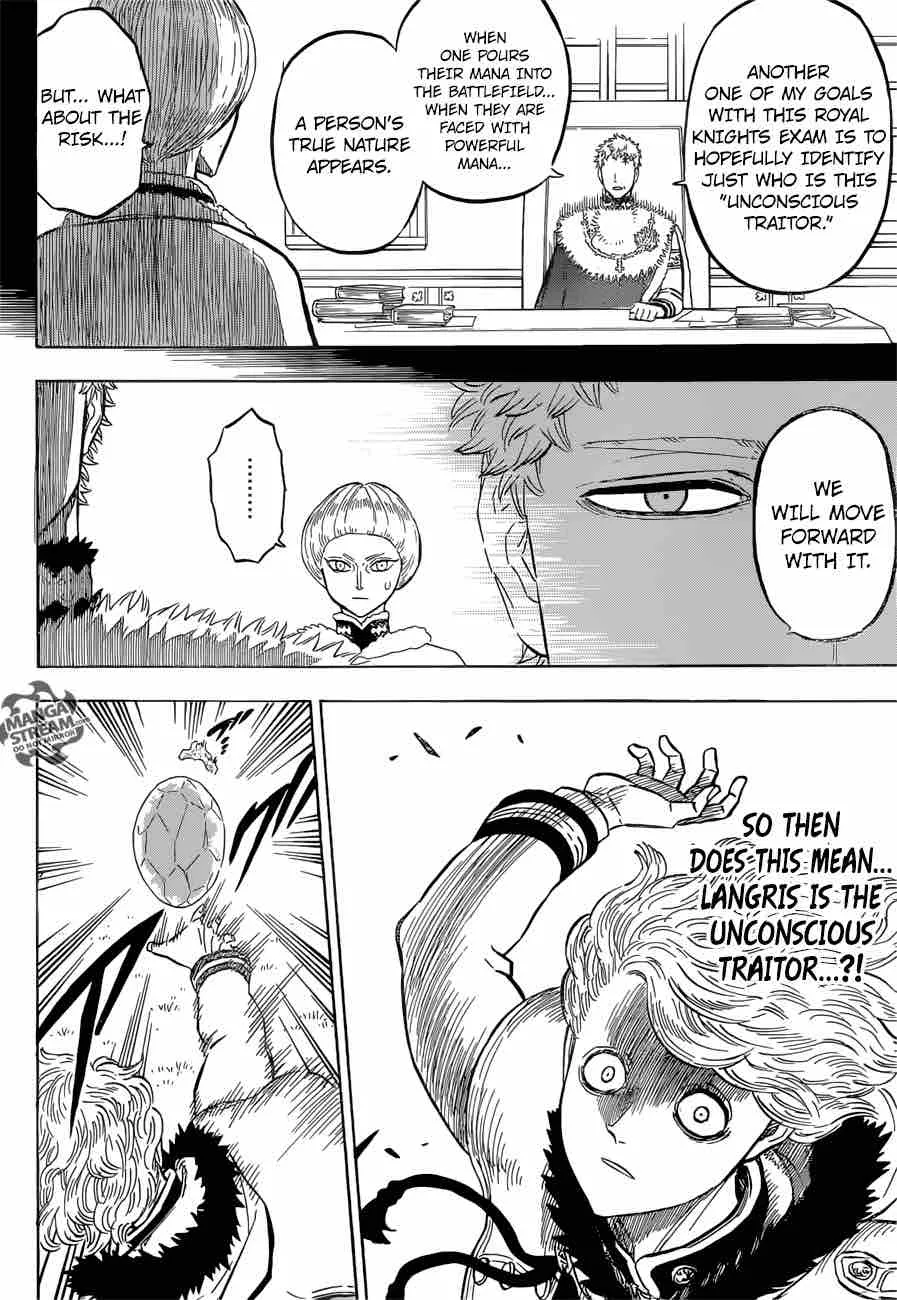 ANOTHER
ONE OF MY GOALS
WITH THIS ROYAL
KNIGHTS EXAM IS TO
HOPEFULLY IDENTIFY
JUST WHO IS THIS
"UNCONSCIOUS
TRAITOR."
WHEN
ONE POURS
THEIR MANA INTO
THE BATTLEFIELD...
WHEN THEY ARE
FACED WITH
POWERFUL
MANA...
A PERSON'S
TRUE NATURE
APPEARS.
BUT... WHAT
ABOUT THE
RISK...!
WE
WILL MOVE
FORWARD
WITH IT.
.........
SO THEN
DOES THIS MEAN...
LANGRIS IS THE
UNCONSCIOUS
TRAITOR...?!
MANGA
STREAM.com
DO NOT MIRROR!